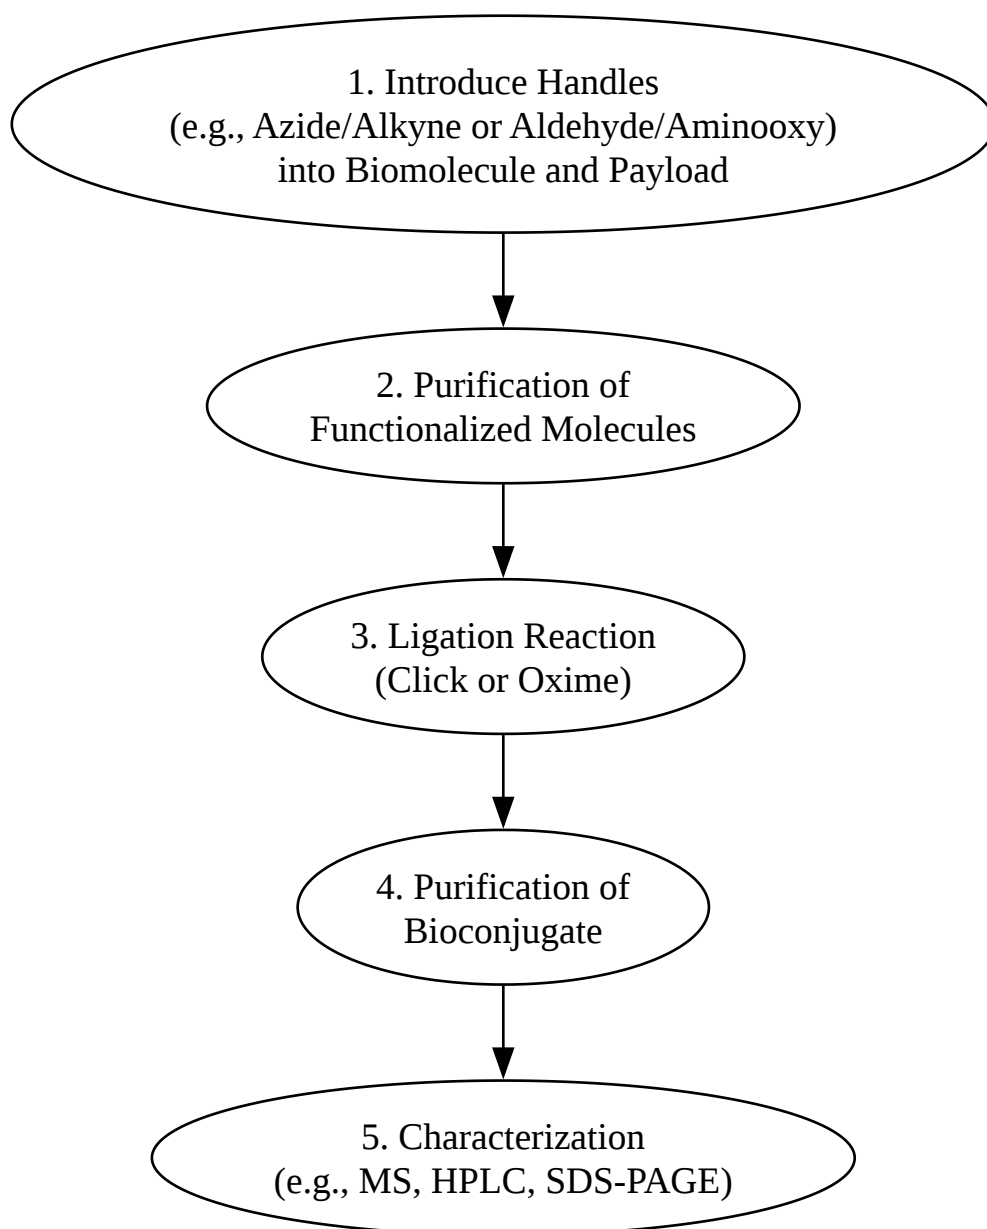 1. Introduce Handles
(e.g., Azide/Alkyne or Aldehyde/Aminooxy)
into Biomolecule and Payload
2. Purification of
Functionalized Molecules
3. Ligation Reaction
(Click or Oxime)
4. Purification of
Bioconjugate
5. Characterization
(e.g., MS, HPLC, SDS-PAGE)